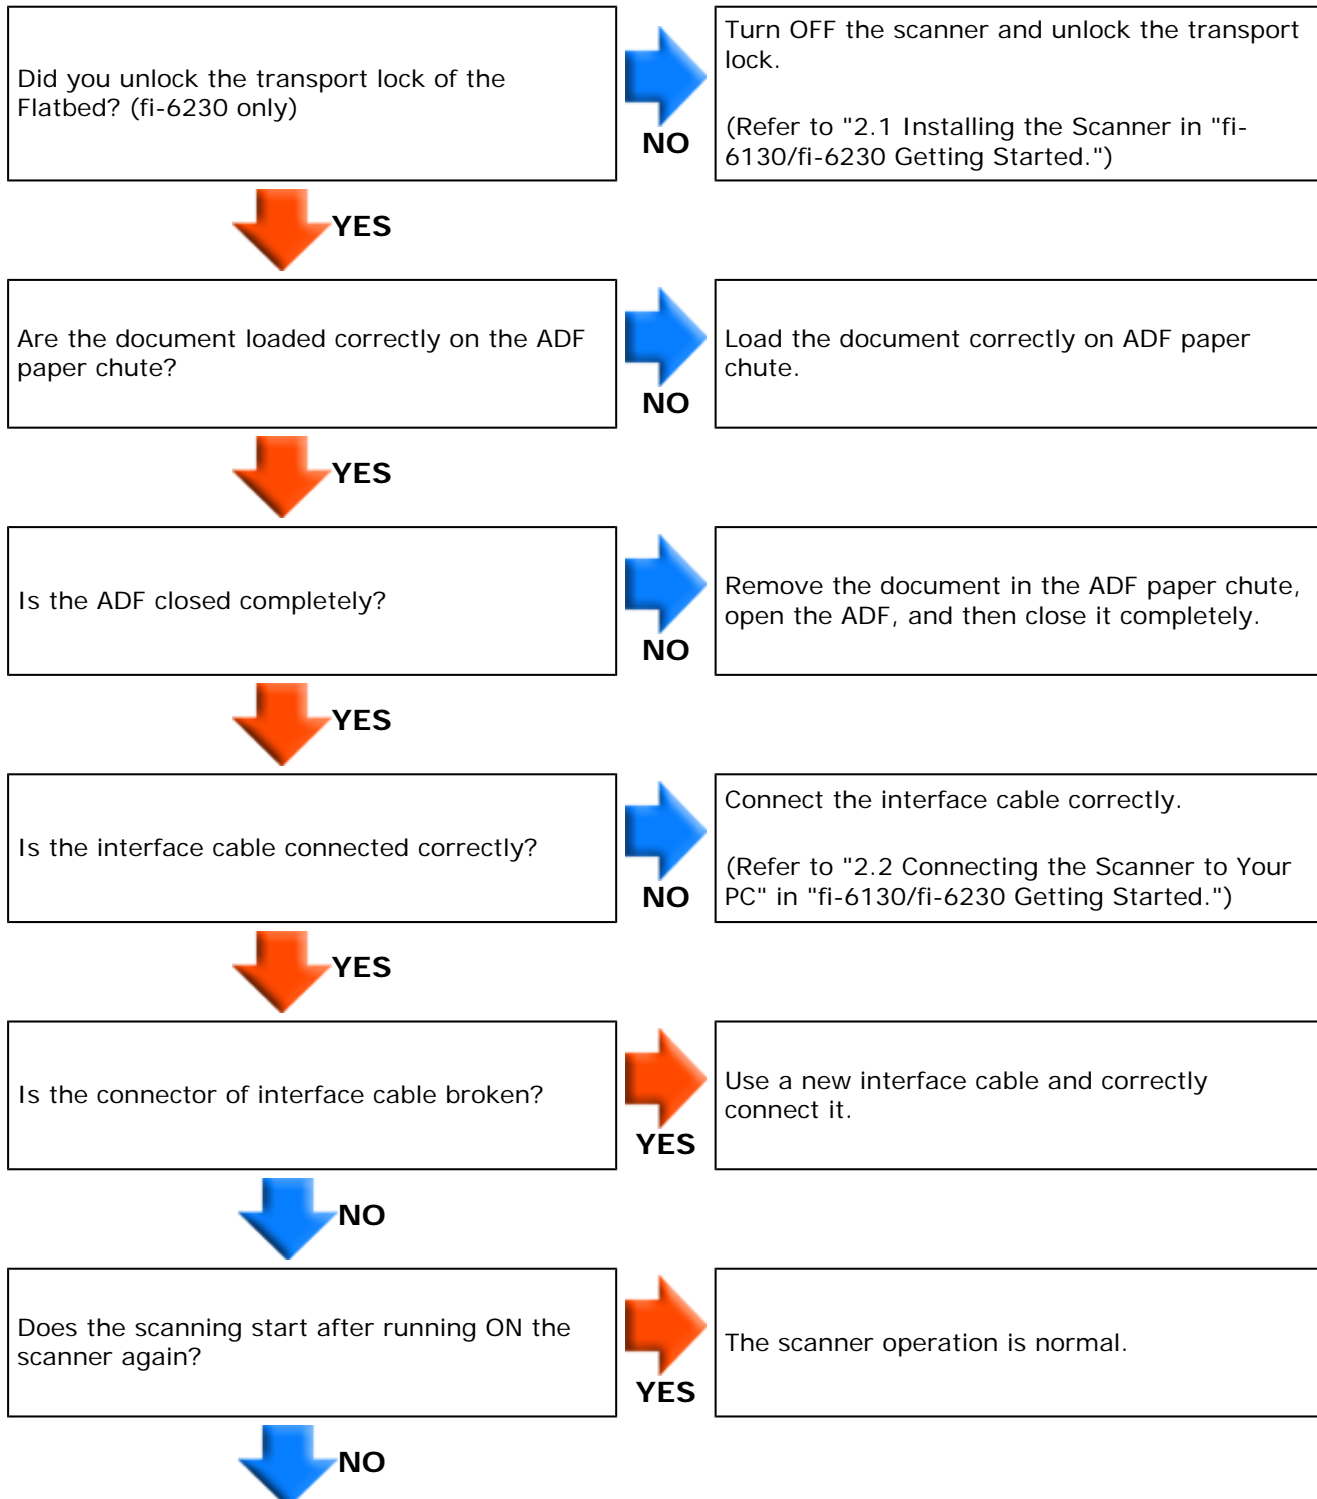 Did you unlock the transport lock of the
Flatbed? (fi-6230 only)
NO
Turn OFF the scanner and unlock the transport
lock.
(Refer to "2.1 Installing the Scanner in "fi-
6130/fi-6230 Getting Started.")
YES
Are the document loaded correctly on the ADF
paper chute?
NO
Load the document correctly on ADF paper
chute.
YES
Is the ADF closed completely?
NO
Remove the document in the ADF paper chute,
open the ADF, and then close it completely.
YES
Is the interface cable connected correctly?
NO
Connect the interface cable correctly.
(Refer to "2.2 Connecting the Scanner to Your
PC" in "fi-6130/fi-6230 Getting Started.")
YES
Is the connector of interface cable broken?
YES
Use a new interface cable and correctly
connect it.
NO
Does the scanning start after running ON the
scanner again?
YES
The scanner operation is normal.
NO